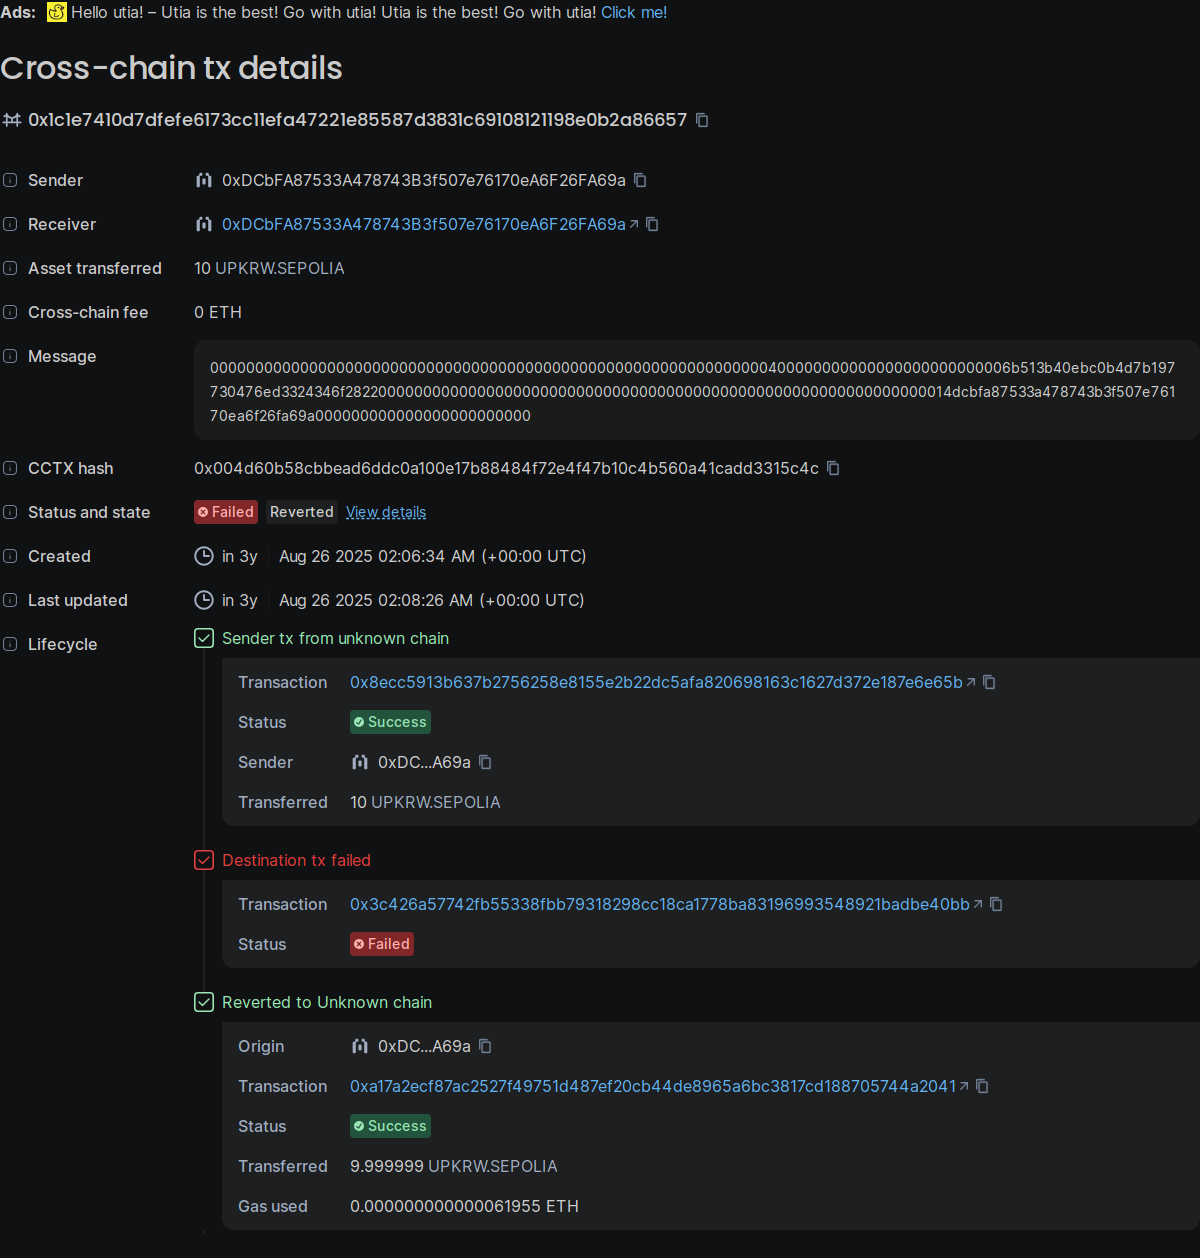 Ads: Hello utia! – Utia is the best! Go with utia! Utia is the best! Go with utia! Click me!
Cross-chain tx details
0x1c1e7410d7dfefe6173cc11efa47221e85587d3831c69108121198e0b2a86657
Sender 0xDCbFA87533A478743B3f507e76170eA6F26FA69a
Receiver 0xDCbFA87533A478743B3f507e76170eA6F26FA69a
Asset transferred 10 UPKRW.SEPOLIA
Cross-chain fee 0 ETH
Message
70ea6f26fa69a000000000000000000000000
CCTX hash 0x004d60b58cbbead6ddc0a100e17b88484f72e4f47b10c4b560a41cadd3315c4c
Status and state Failed Reverted View details
Created in 3y Aug 26 2025 02:06:34 AM (+00:00 UTC)
Last updated in 3y Aug 26 2025 02:08:26 AM (+00:00 UTC)
Lifecycle Sender tx from unknown chain
Transaction 0x8ecc5913b637b2756258e8155e2b22dc5afa820698163c1627d372e187e6e65b
Status Success
Sender 0xDC...A69a
Transferred 10 UPKRW.SEPOLIA
Destination tx failed
Transaction 0x3c426a57742fb55338fbb79318298cc18ca1778ba83196993548921badbe40bb
Status Failed
Reverted to Unknown chain
Origin 0xDC...A69a
Transaction 0xa17a2ecf87ac2527f49751d487ef20cb44de8965a6bc3817cd188705744a2041
Status Success
Transferred 9.999999 UPKRW.SEPOLIA
Gas used 0.000000000000061955 ETH